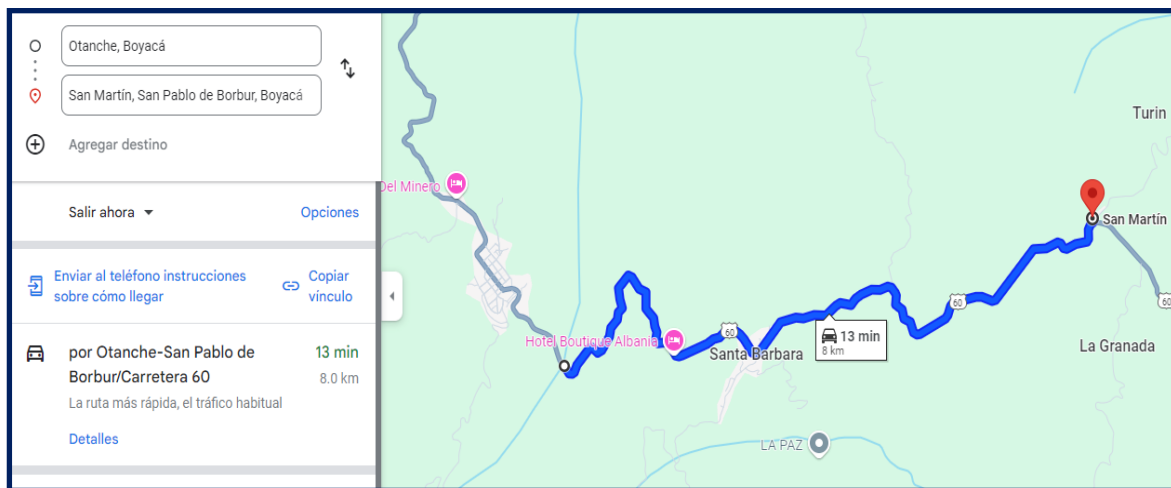 Otanche, Boyacá
San Martín, San Pablo de Borbur, Boyacá
Agregar destino
Salir ahora
Opciones
Enviar al teléfono instrucciones
sobre cómo llegar
Copiar
vínculo
por Otanche-San Pablo de
Borbur/Carretera 60
13 min
8.0 km
La ruta más rápida, el tráfico habitual
Detalles
Turin
Del Minero
San Martín
60
60
60
13 min
8 km
Hotel Boutique Albania
Santa Bárbara
La Granada
LA PAZ